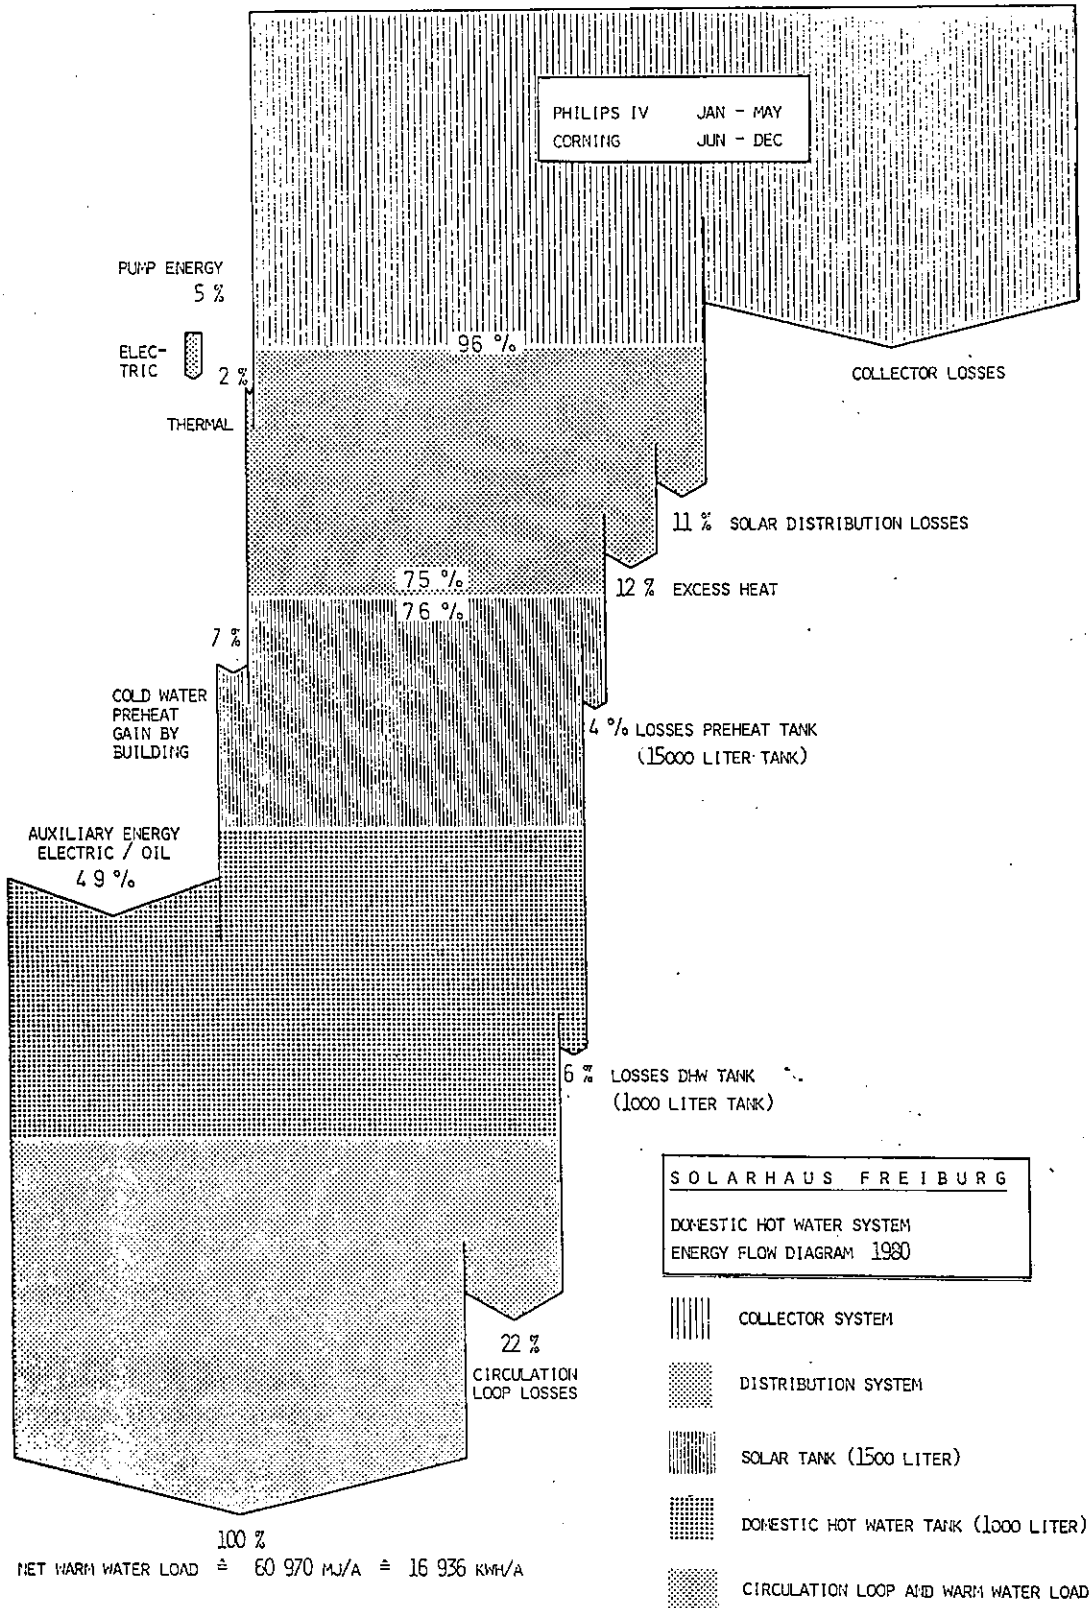 PHILIPS IV JAN - MAY
CORNING JUN - DEC
PUMP ENERGY
5 %
ELEC-
TRIC
2 %
THERMAL
96 %
COLLECTOR LOSSES
11 % SOLAR DISTRIBUTION LOSSES
12 % EXCESS HEAT
75 %
76 %
7 %
COLD WATER
PREHEAT
GAIN BY
BUILDING
4 % LOSSES PREHEAT TANK
(15000 LITER TANK)
AUXILIARY ENERGY
ELECTRIC / OIL
49 %
6 % LOSSES DHW TANK
(1000 LITER TANK)
SOLARHAUS FREIBURG
DOMESTIC HOT WATER SYSTEM
ENERGY FLOW DIAGRAM 1980
COLLECTOR SYSTEM
22 %
CIRCULATION
LOOP LOSSES
DISTRIBUTION SYSTEM
SOLAR TANK (1500 LITER)
DOMESTIC HOT WATER TANK (1000 LITER)
100 %
NET WARM WATER LOAD ≙ 60 970 MJ/A ≙ 16 936 KWH/A
CIRCULATION LOOP AND WARM WATER LOAD